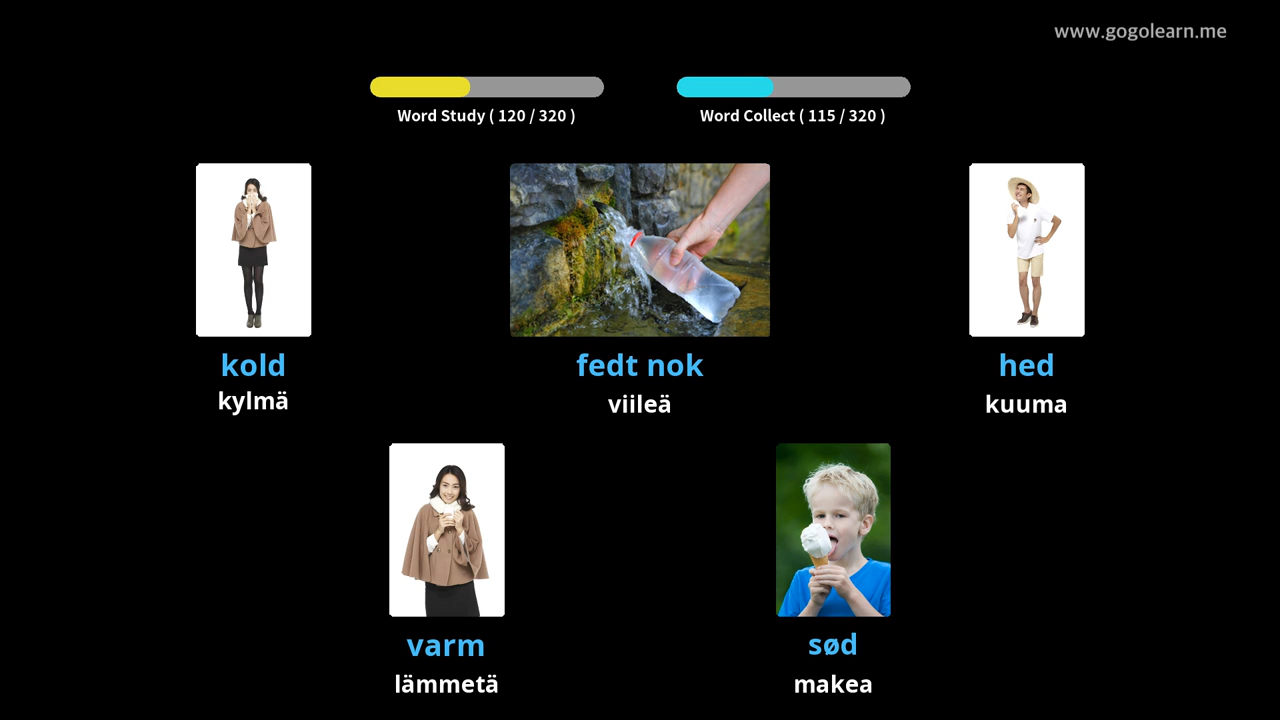 www.gogolearn.me
Word Study ( 120 / 320 )
Word Collect ( 115 / 320 )
kold
kylmä
fedt nok
viileä
hed
kuuma
varm
lämmetä
sød
makea